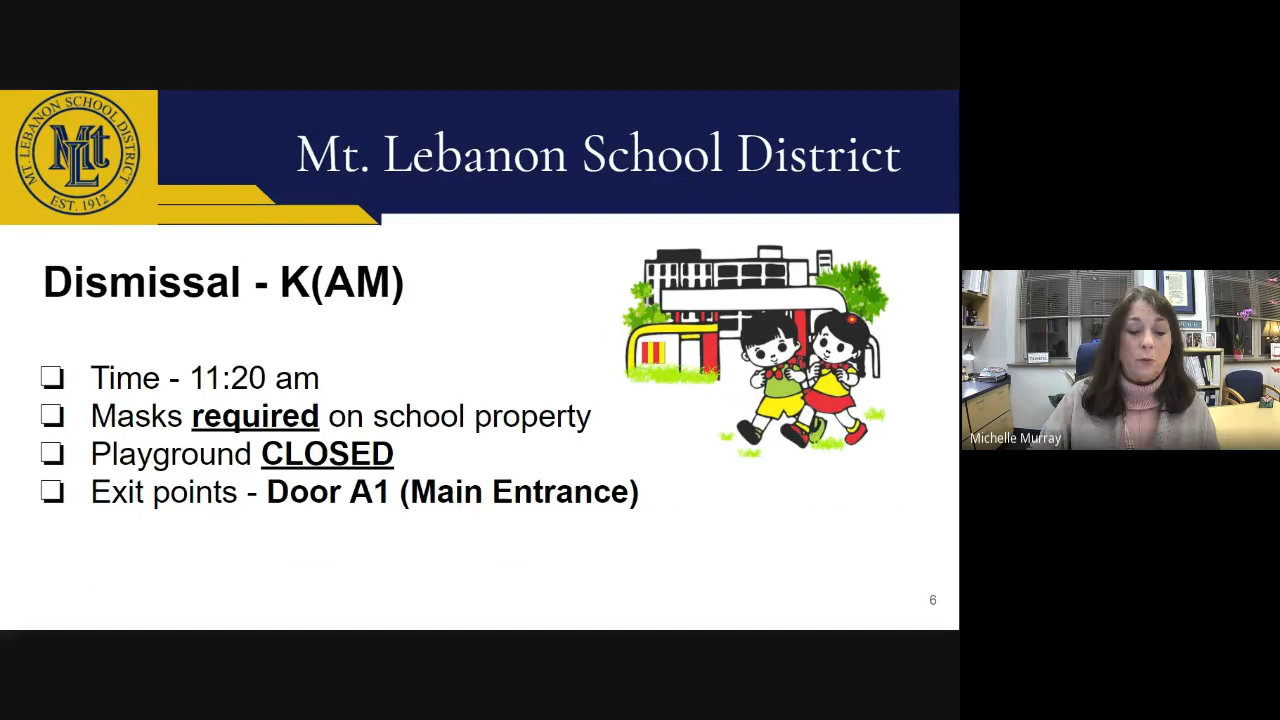 MT. LEBANON SCHOOL DISTRICT
MtL
EST. 1912
Mt. Lebanon School District
Dismissal - K(AM)
❏ Time - 11:20 am
❏ Masks required on school property
❏ Playground CLOSED
❏ Exit points - Door A1 (Main Entrance)
6
Michelle Murray